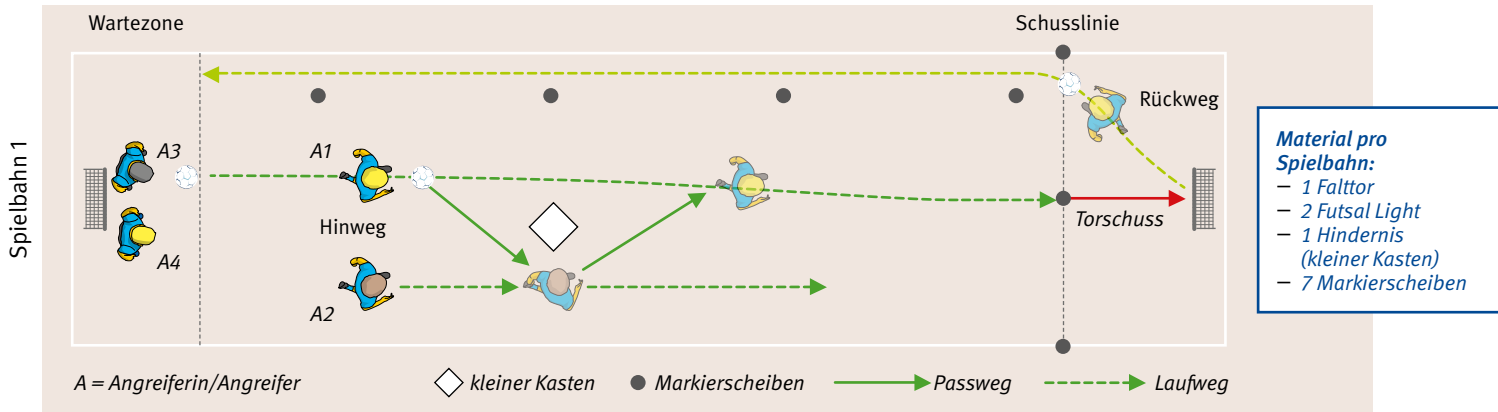 Wartezone
Schusslinie
Spielbahn 1
Rückweg
A3
A1
Hinweg
Torschuss
A4
A2
A = Angreiferin/Angreifer
kleiner Kasten
Markierscheiben
Passweg
Laufweg
Material pro
Spielbahn:
– 1 Falttor
– 2 Futsal Light
– 1 Hindernis
(kleiner Kasten)
– 7 Markierscheiben